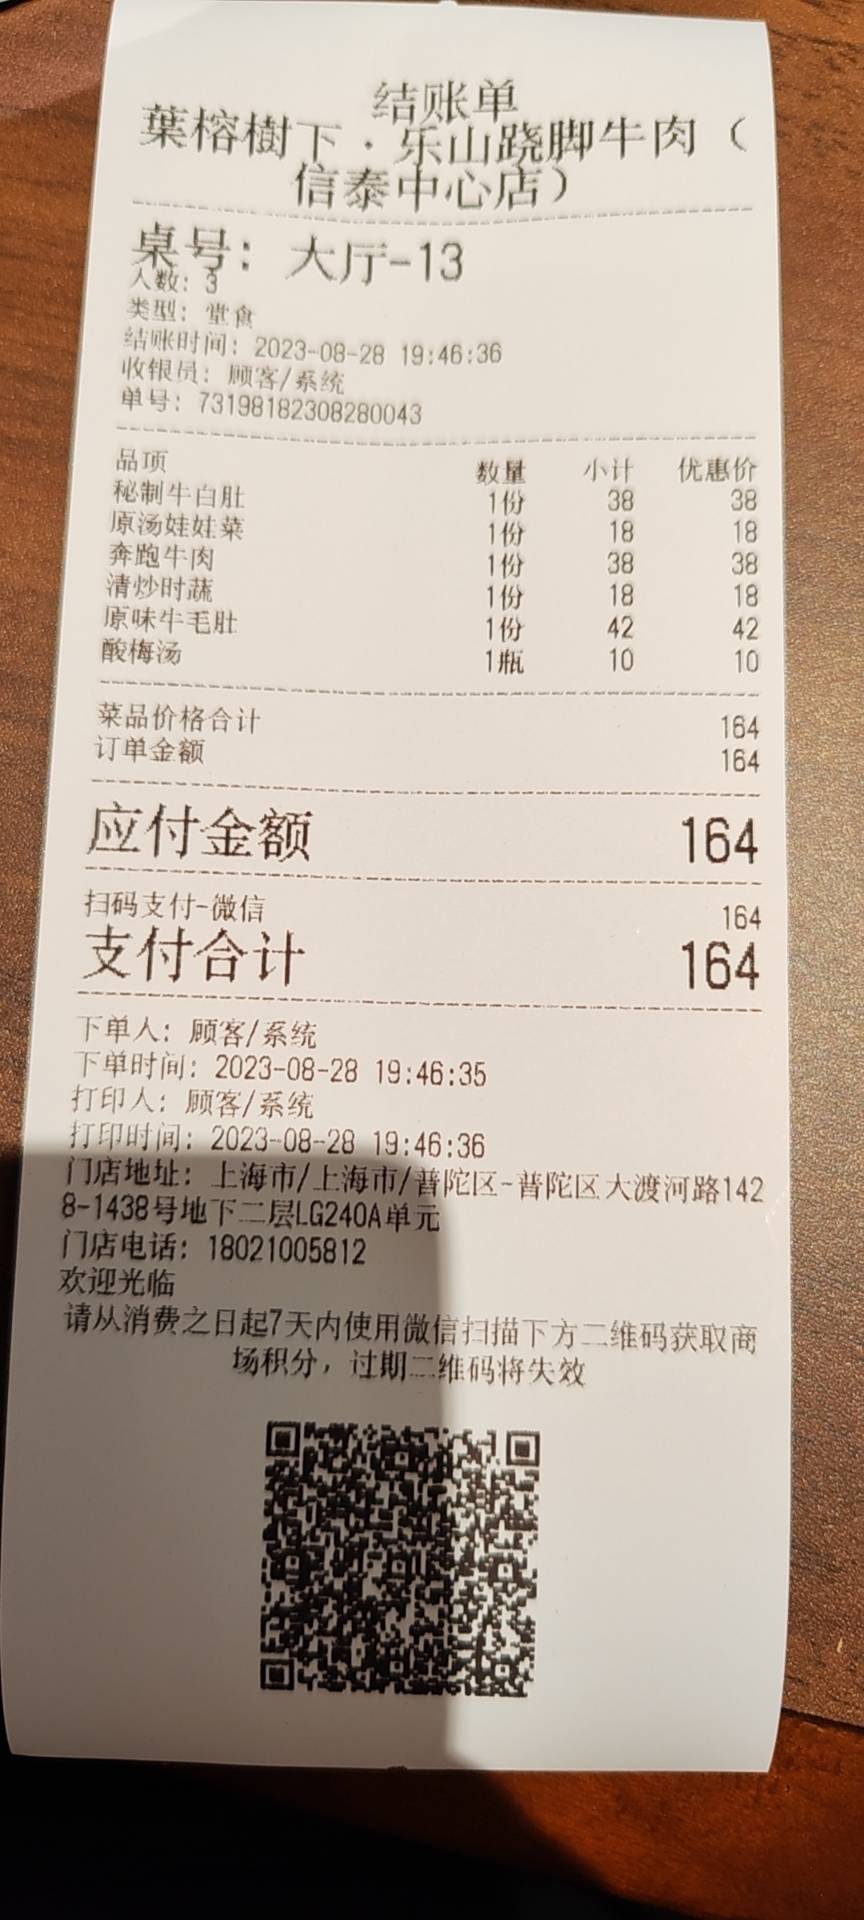 结账单
葉榕樹下·乐山跷脚牛肉（
信泰中心店）
桌号：大厅-13
人数：3
类型：堂食
结账时间：2023-08-28 19:46:36
收银员：顾客/系统
单号：73198182308280043
品项 数量 小计 优惠价
秘制牛白肚 1份 38 38
原汤娃娃菜 1份 18 18
奔跑牛肉 1份 38 38
清炒时蔬 1份 18 18
原味牛毛肚 1份 42 42
酸梅汤 1瓶 10 10
菜品价格合计 164
订单金额 164
应付金额 164
扫码支付-微信 164
支付合计 164
下单人：顾客/系统
下单时间：2023-08-28 19:46:35
打印人：顾客/系统
打印时间：2023-08-28 19:46:36
门店地址：上海市/上海市/普陀区-普陀区大渡河路142
8-1438号地下二层LG240A单元
门店电话：18021005812
欢迎光临
请从消费之日起7天内使用微信扫描下方二维码获取商
场积分，过期二维码将失效